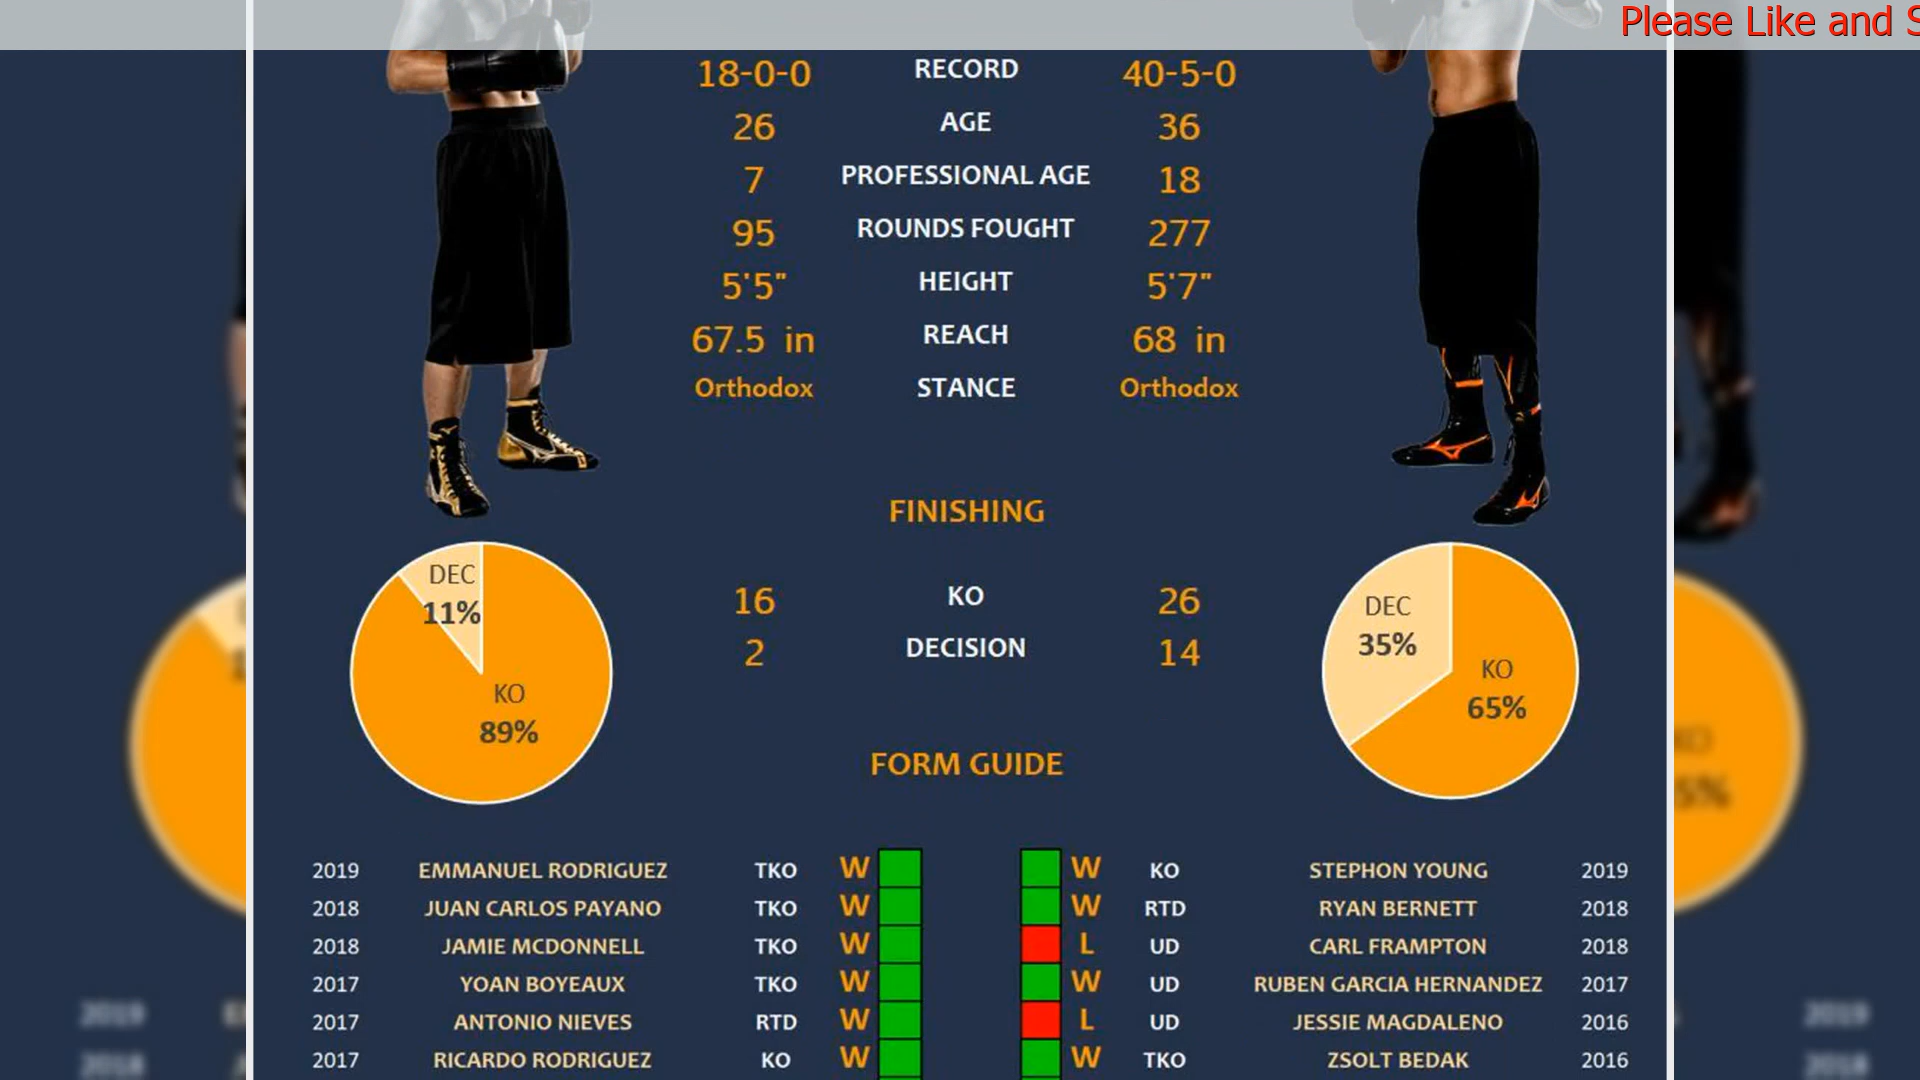 Please Like and S
18-0-0 RECORD 40-5-0
26 AGE 36
7 PROFESSIONAL AGE 18
95 ROUNDS FOUGHT 277
5'5" HEIGHT 5'7"
67.5 in REACH 68 in
Orthodox STANCE Orthodox
FINISHING
DEC
11%
KO
89%
16 KO 26
2 DECISION 14
DEC
35%
KO
65%
FORM GUIDE
2019 EMMANUEL RODRIGUEZ TKO W W KO STEPHON YOUNG 2019
2018 JUAN CARLOS PAYANO TKO W W RTD RYAN BERNETT 2018
2018 JAMIE MCDONNELL TKO W L UD CARL FRAMPTON 2018
2017 YOAN BOYEAUX TKO W W UD RUBEN GARCIA HERNANDEZ 2017
2017 ANTONIO NIEVES RTD W L UD JESSIE MAGDALENO 2016
2017 RICARDO RODRIGUEZ KO W W TKO ZSOLT BEDAK 2016